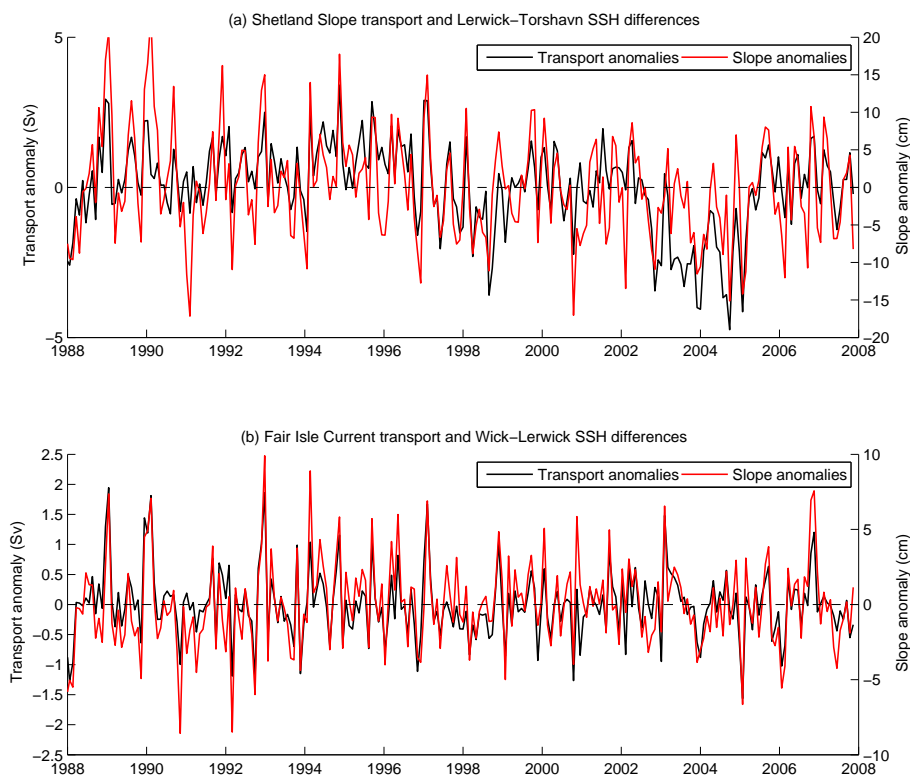 (a) Shetland Slope transport and Lerwick−Torshavn SSH differences
Transport anomalies Slope anomalies
Transport anomaly (Sv)
5
0
−5
Slope anomaly (cm)
20
15
10
5
0
−5
−10
−15
−20
1988 1990 1992 1994 1996 1998 2000 2002 2004 2006 2008
(b) Fair Isle Current transport and Wick−Lerwick SSH differences
Transport anomalies Slope anomalies
Transport anomaly (Sv)
2.5
2
1.5
1
0.5
0
−0.5
−1
−1.5
−2
−2.5
Slope anomaly (cm)
10
5
0
−5
−10
1988 1990 1992 1994 1996 1998 2000 2002 2004 2006 2008